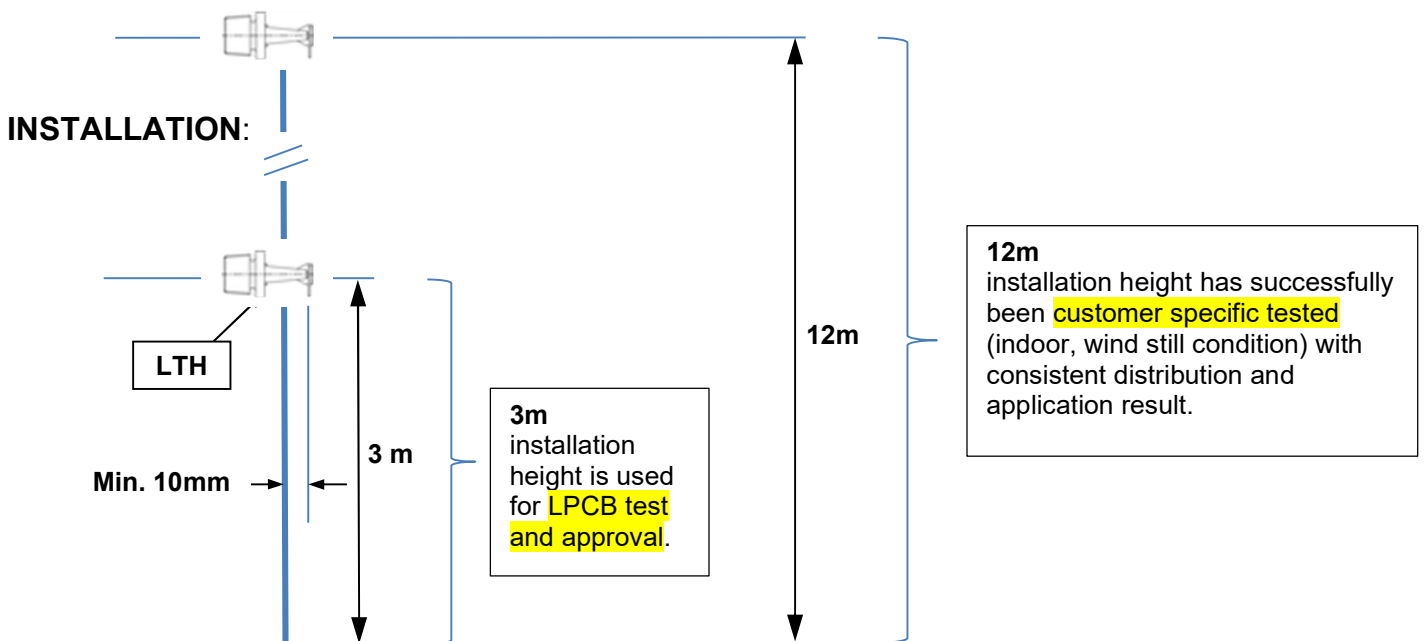 INSTALLATION:
LTH
Min. 10mm
3 m
3m
installation
height is used
for LPCB test
and approval.
12m
12m
installation height has successfully
been customer specific tested
(indoor, wind still condition) with
consistent distribution and
application result.